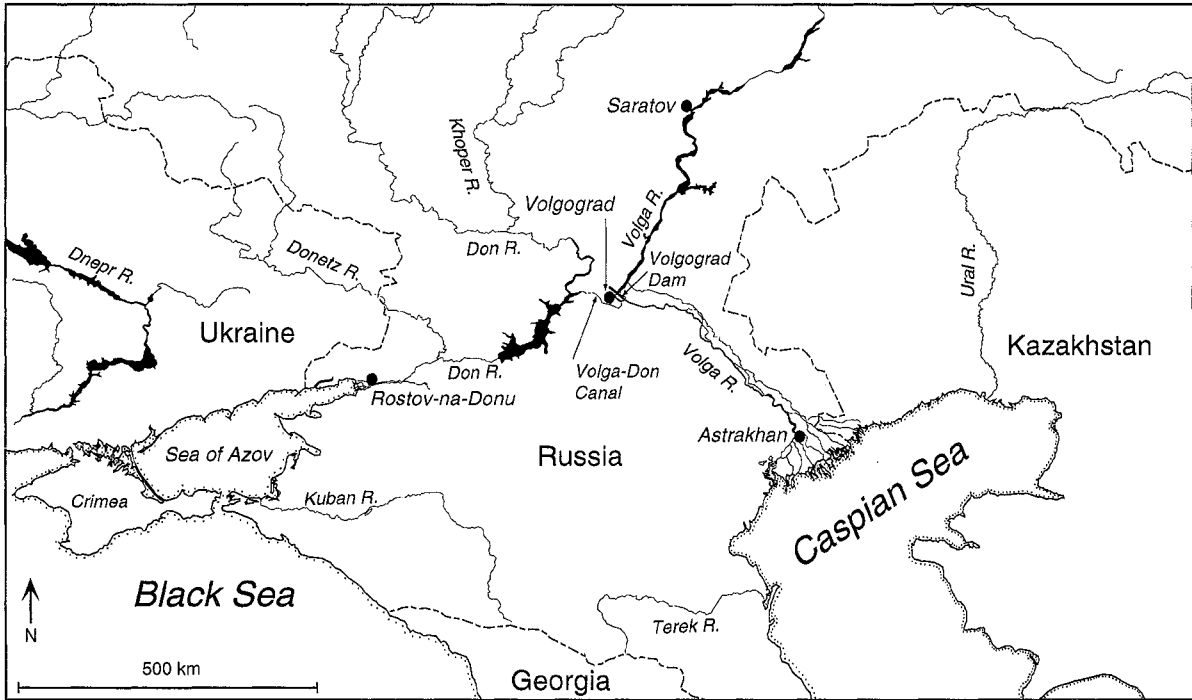 Saratov
Khoper R.
Volgograd
Volga R.
Don R.
Volgograd
Dam
Dnepr R.
Donetz R.
Ural R.
Ukraine
Kazakhstan
Don R.
Volga-Don
Canal
Volga R.
Rostov-na-Donu
Astrakhan
Sea of Azov
Russia
Caspian Sea
Crimea
Kuban R.
Black Sea
N
Terek R.
500 km
Georgia